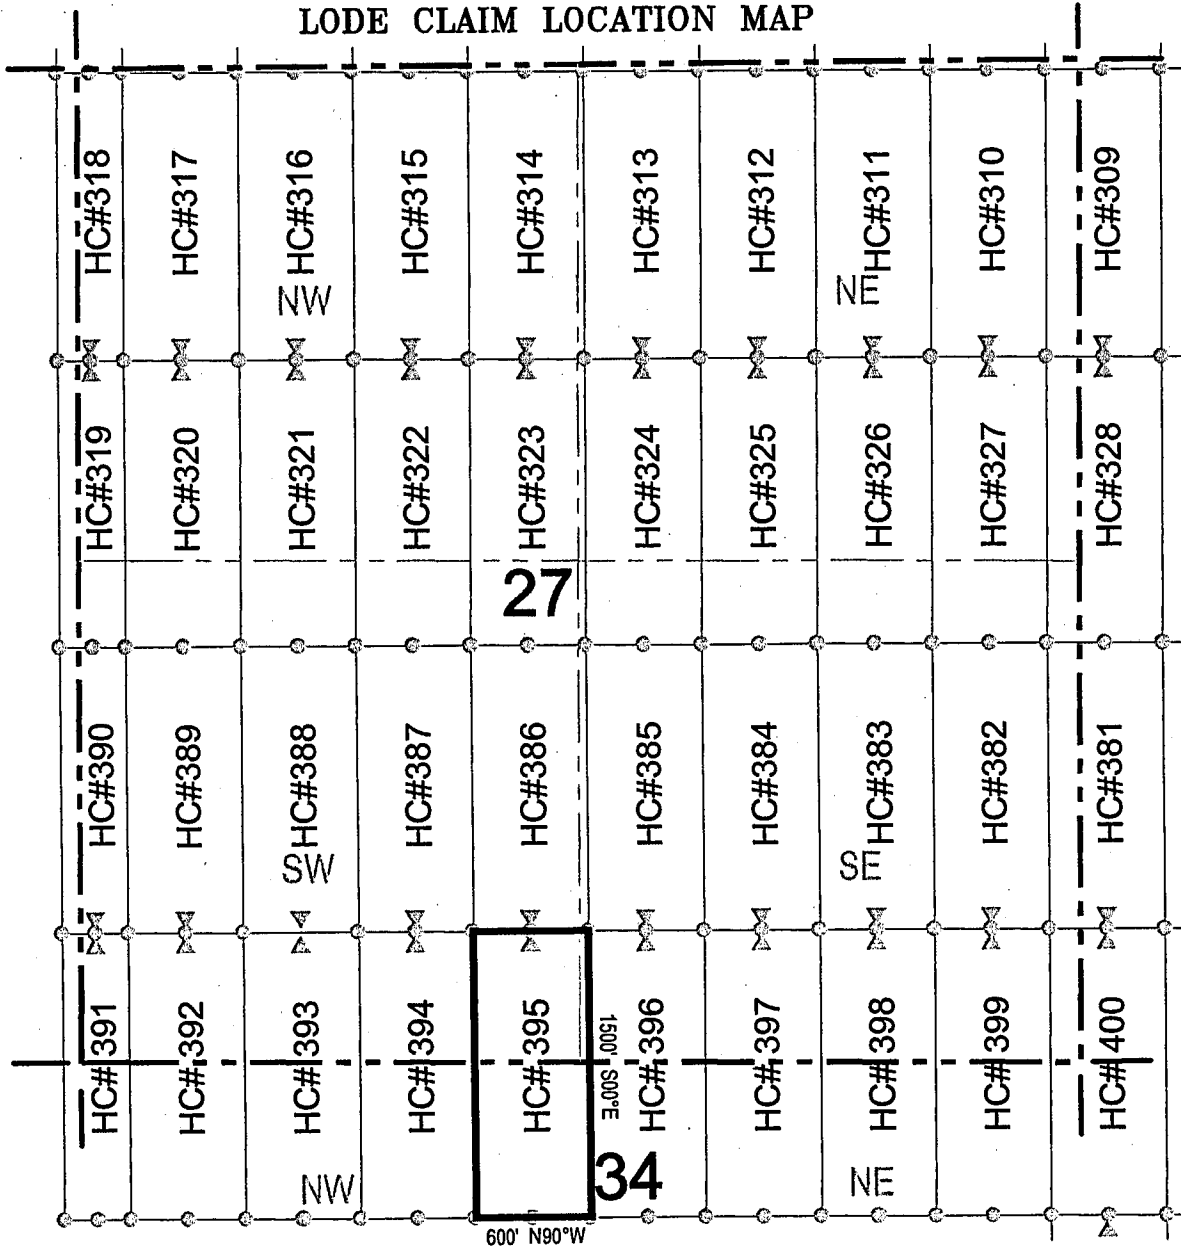 LODE CLAIM LOCATION MAP
HC#318 HC#317 HC#316 HC#315 HC#314 HC#313 HC#312 HC#311 HC#310 HC#309
NW NE
HC#319 HC#320 HC#321 HC#322 HC#323 HC#324 HC#325 HC#326 HC#327 HC#328
27
HC#390 HC#389 HC#388 HC#387 HC#386 HC#385 HC#384 HC#383 HC#382 HC#381
SW SE
HC#391 HC#392 HC#393 HC#394 HC#395 HC#396 HC#397 HC#398 HC#399 HC#400
1500' S00°E
34
NW NE
600' N90°W